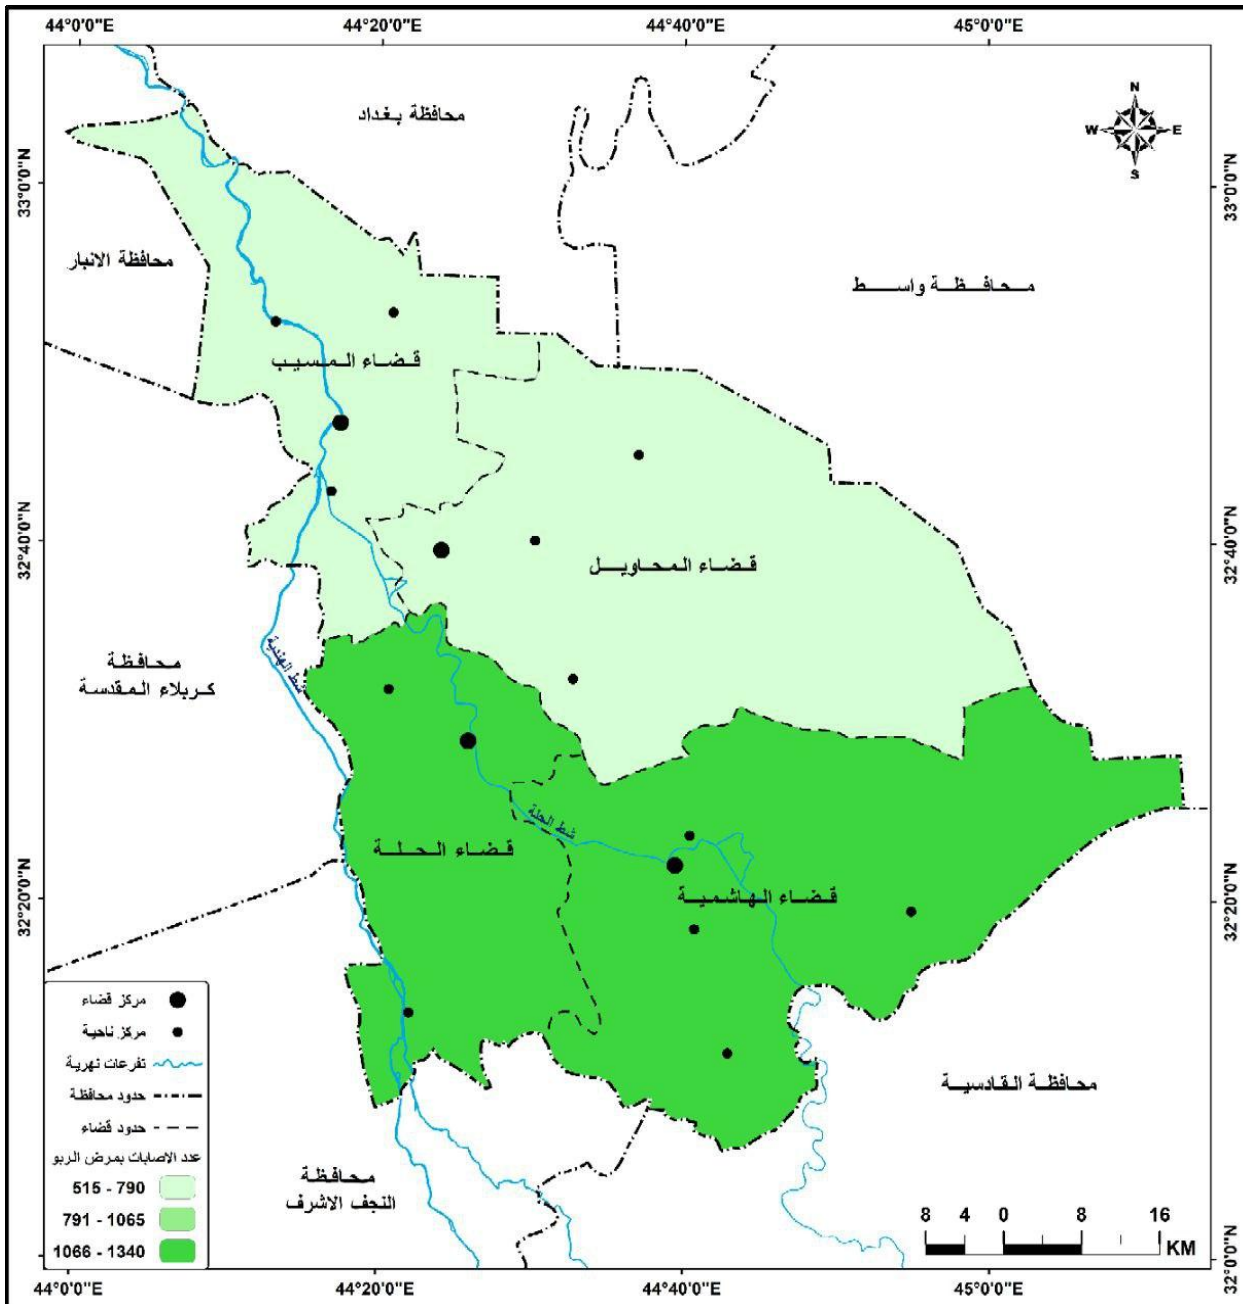 44°0'0"E
44°20'0"E
44°40'0"E
45°0'0"E
محافظة بغداد
N
W
E
S
33°0'0"N
33°0'0"N
محافظة الانبار
محافظة واسط
قضاء المسيب
32°40'0"N
32°40'0"N
قضاء المحاويل
شط الهندية
محافظة
كربلاء المقدسة
شط الحلة
قضاء الحلة
قضاء الهاشمية
32°20'0"N
32°20'0"N
مركز قضاء
مركز ناحية
تفرعات نهرية
حدود محافظة
حدود قضاء
عدد الاصابات بمرض الربو
515 - 790
791 - 1065
1066 - 1340
محافظة القادسية
محافظة
النجف الاشرف
8 4 0 8 16
KM
32°0'0"N
44°0'0"E
44°20'0"E
44°40'0"E
45°0'0"E